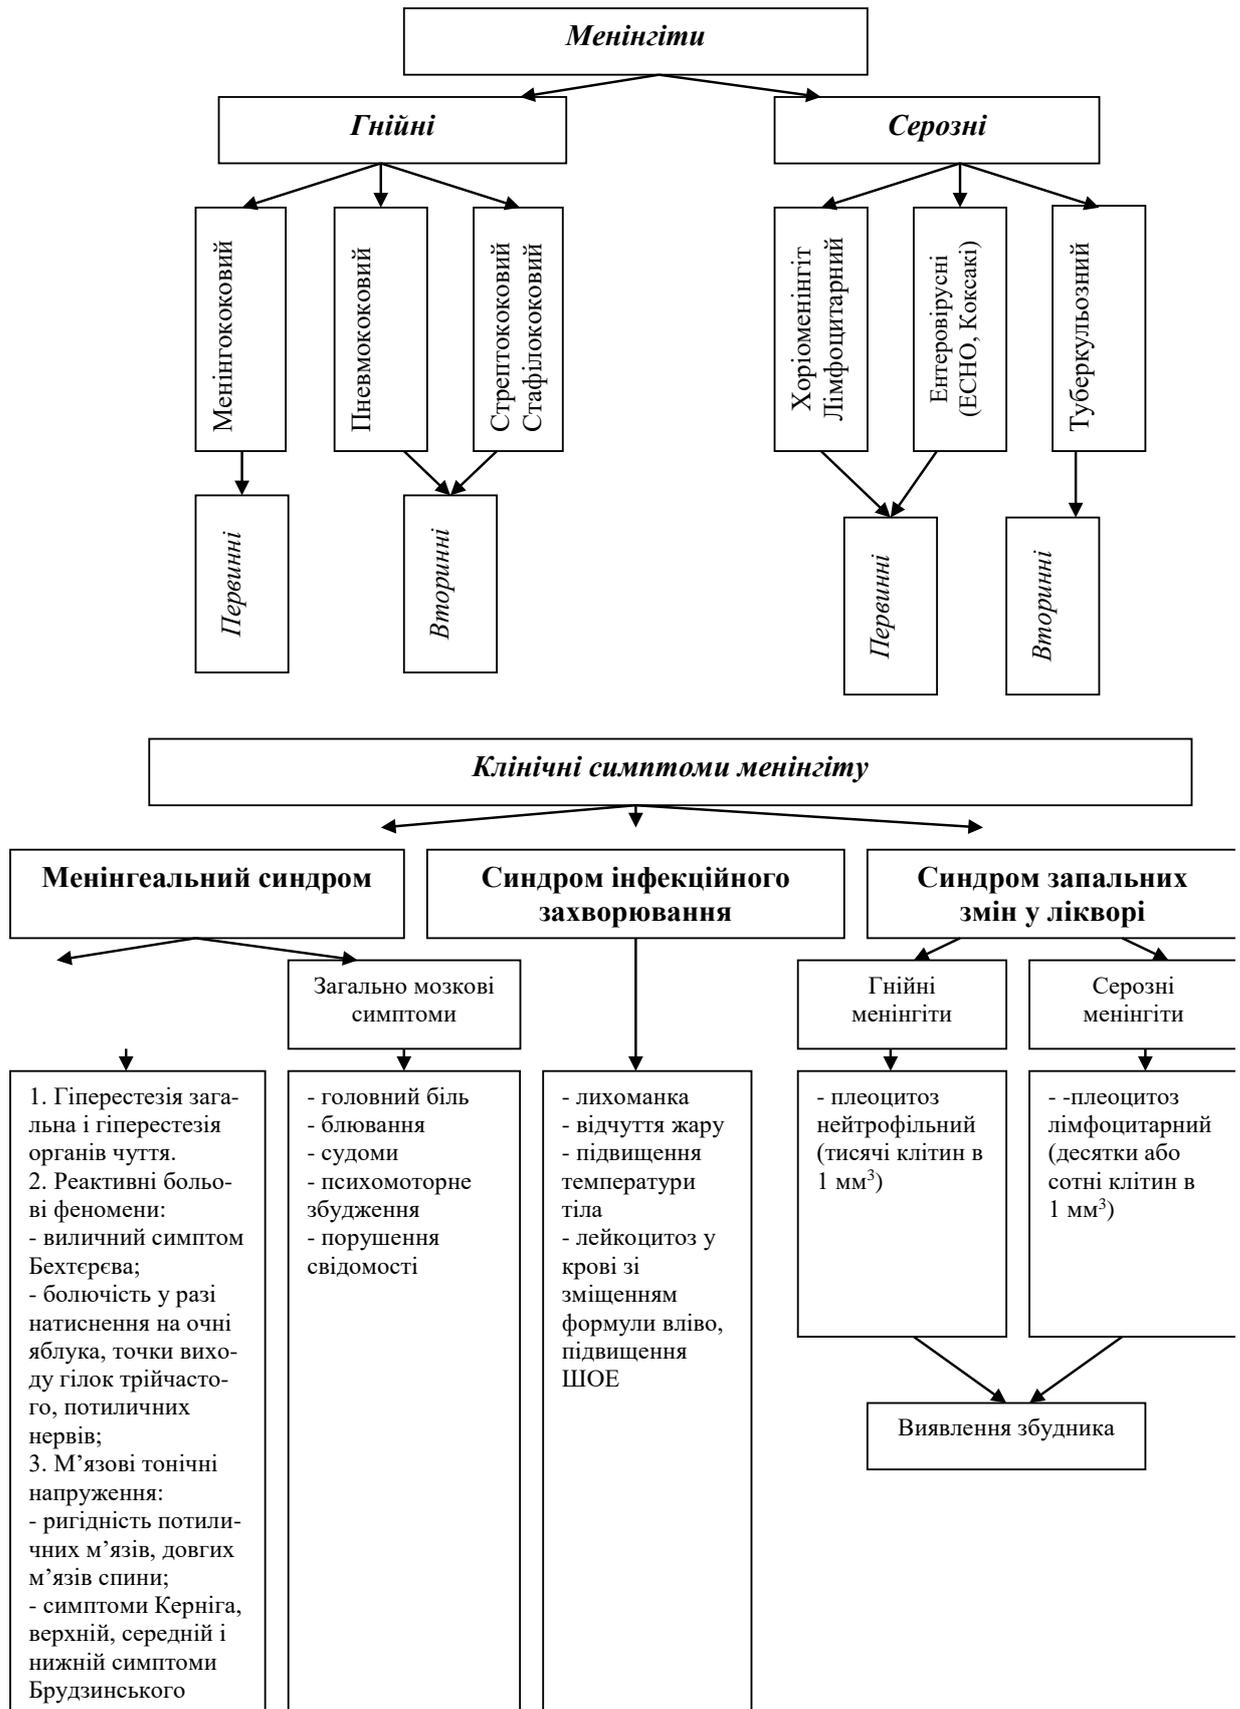 Менінгіти
Гнійні
Серозні
Менінгококовий
Пневмококовий
Стрептококовий
Стафілококовий
Хоріоменінгіт
Лімфоцитарний
Ентеровірусні
(ЕСНО, Коксакі)
Туберкульозний
Первинні
Вторинні
Первинні
Вторинні
Клінічні симптоми менінгіту
Менінгеальний синдром
Синдром інфекційного
захворювання
Синдром запальних
змін у лікворі
Загально мозкові
симптоми
Гнійні
менінгіти
Серозні
менінгіти
1. Гіперестезія зага-
льна і гіперестезія
органів чуття.
2. Реактивні больо-
ві феномени:
- виличний симптом
Бехтєрєва;
- болючість у разі
натиснення на очні
яблука, точки вихо-
ду гілок трійчасто-
го, потиличних
нервів;
3. М’язові тонічні
напруження:
- ригідність потили-
чних м’язів, довгих
м’язів спини;
- симптоми Керніга,
верхній, середній і
нижній симптоми
Брудзинського
- головний біль
- блювання
- судоми
- психомоторне
збудження
- порушення
свідомості
- лихоманка
- відчуття жару
- підвищення
температури
тіла
- лейкоцитоз у
крові зі
зміщенням
формули вліво,
підвищення
ШОЕ
- плеоцитоз
нейтрофільний
(тисячі клітин в
1 мм³)
- -плеоцитоз
лімфоцитарний
(десятки або
сотні клітин в
1 мм³)
Виявлення збудника